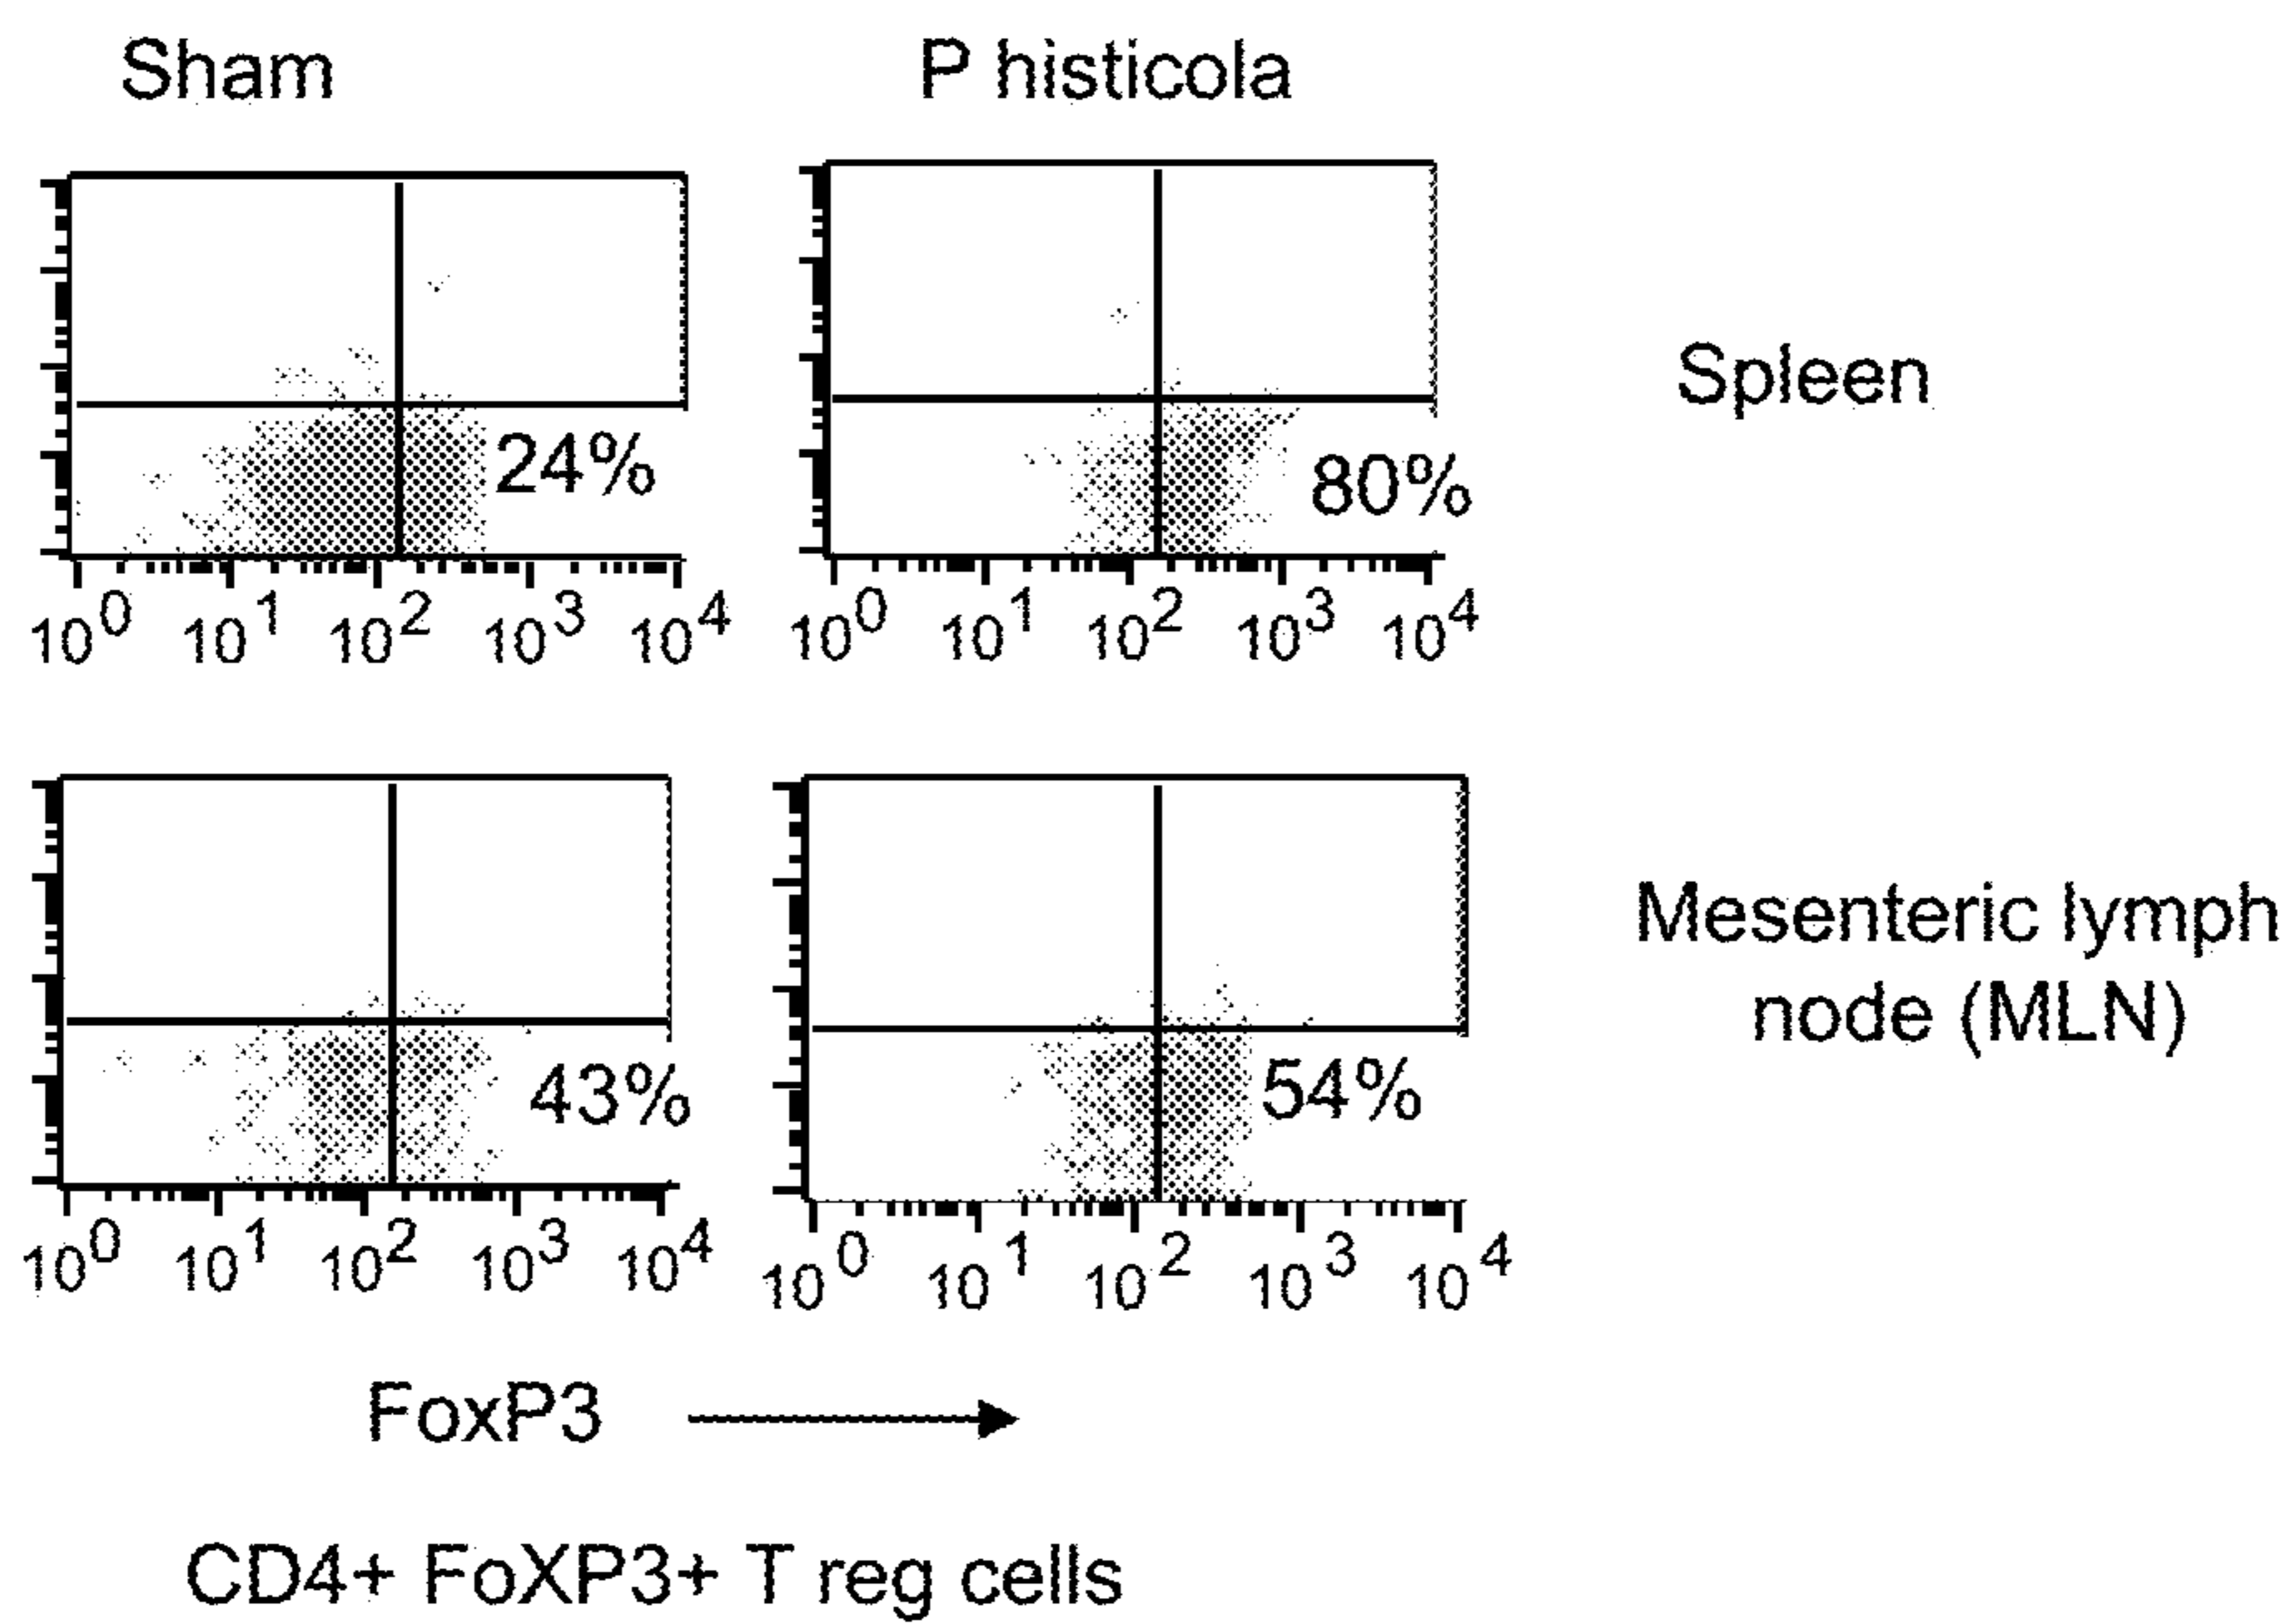 Sham
P histicola
24%
80%
Spleen
10^0 10^1 10^2 10^3 10^4
10^0 10^1 10^2 10^3 10^4
43%
54%
Mesenteric lymph
node (MLN)
10^0 10^1 10^2 10^3 10^4
10^0 10^1 10^2 10^3 10^4
FoxP3
CD4+ FoXP3+ T reg cells